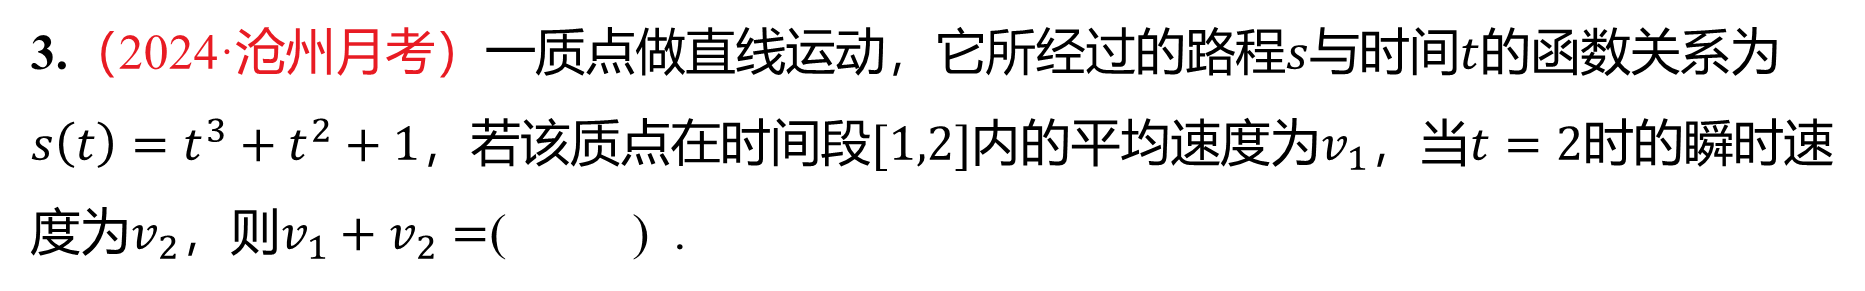 3.（2024·沧州月考）一质点做直线运动，它所经过的路程s与时间t的函数关系为
s(t) = t³ + t² + 1，若该质点在时间段[1,2]内的平均速度为v₁，当t = 2时的瞬时速
度为v₂，则v₁ + v₂ =(　　).